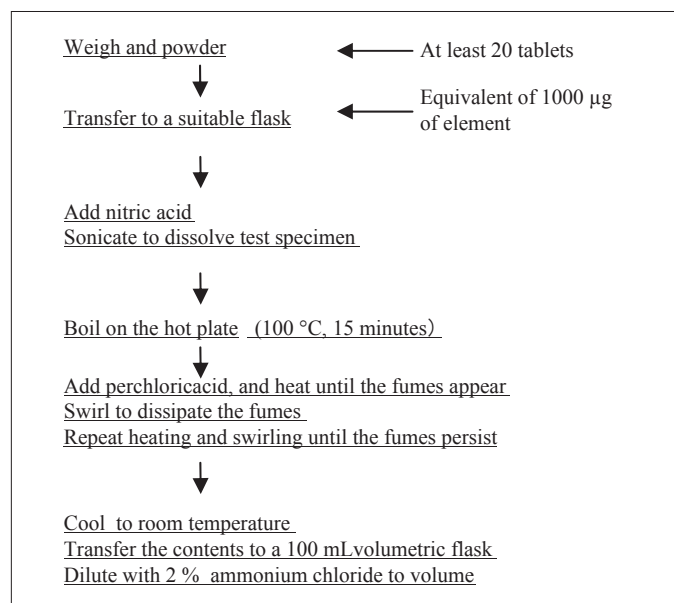 Weigh and powder
At least 20 tablets
Transfer to a suitable flask
Equivalent of 1000 µg
of element
Add nitric acid
Sonicate to dissolve test specimen
Boil on the hot plate (100 °C, 15 minutes）
Add perchloricacid, and heat until the fumes appear
Swirl to dissipate the fumes
Repeat heating and swirling until the fumes persist
Cool to room temperature
Transfer the contents to a 100 mLvolumetric flask
Dilute with 2 % ammonium chloride to volume